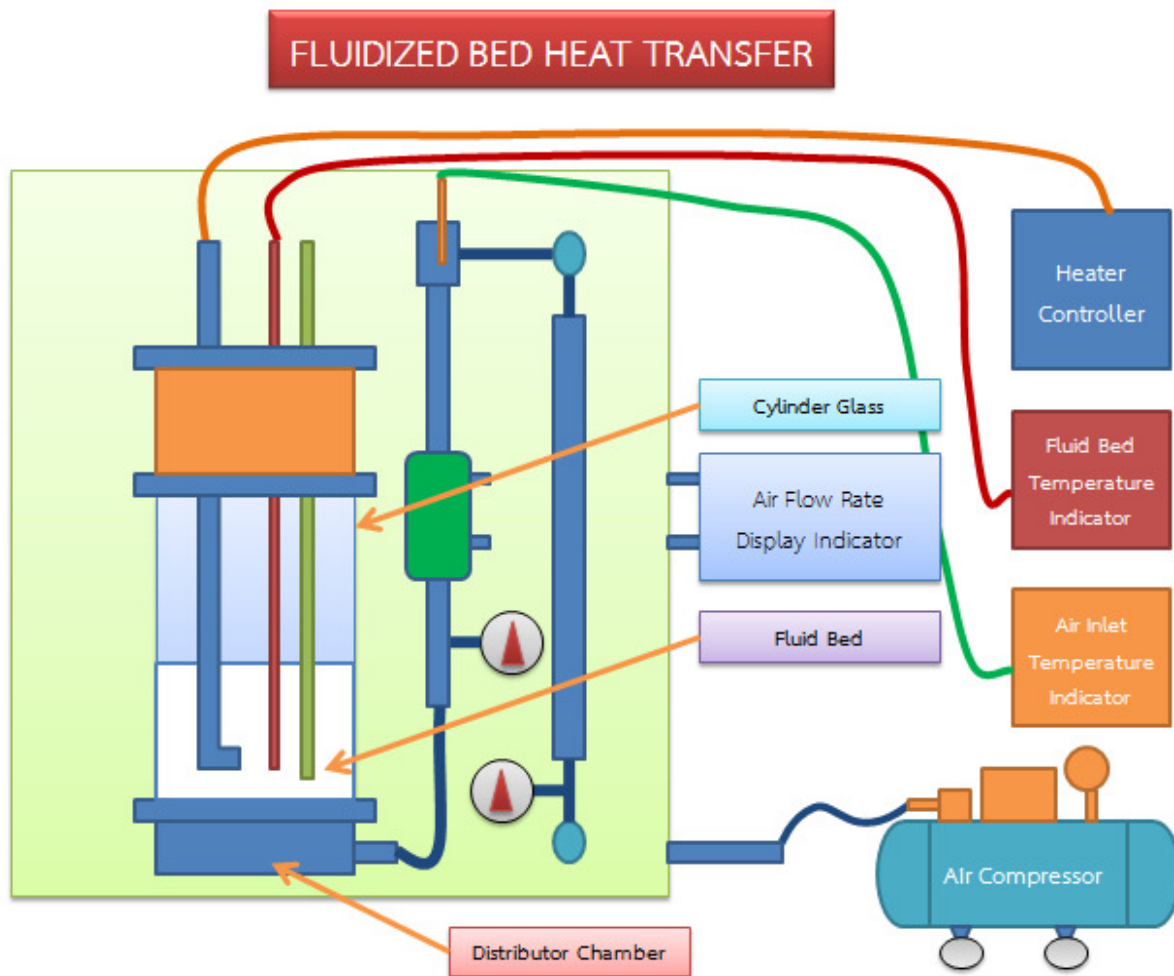 FLUIDIZED BED HEAT TRANSFER
Heater
Controller
Cylinder Glass
Fluid Bed
Temperature
Indicator
Air Flow Rate
Display Indicator
Fluid Bed
Air Inlet
Temperature
Indicator
AIr Compressor
Distributor Chamber